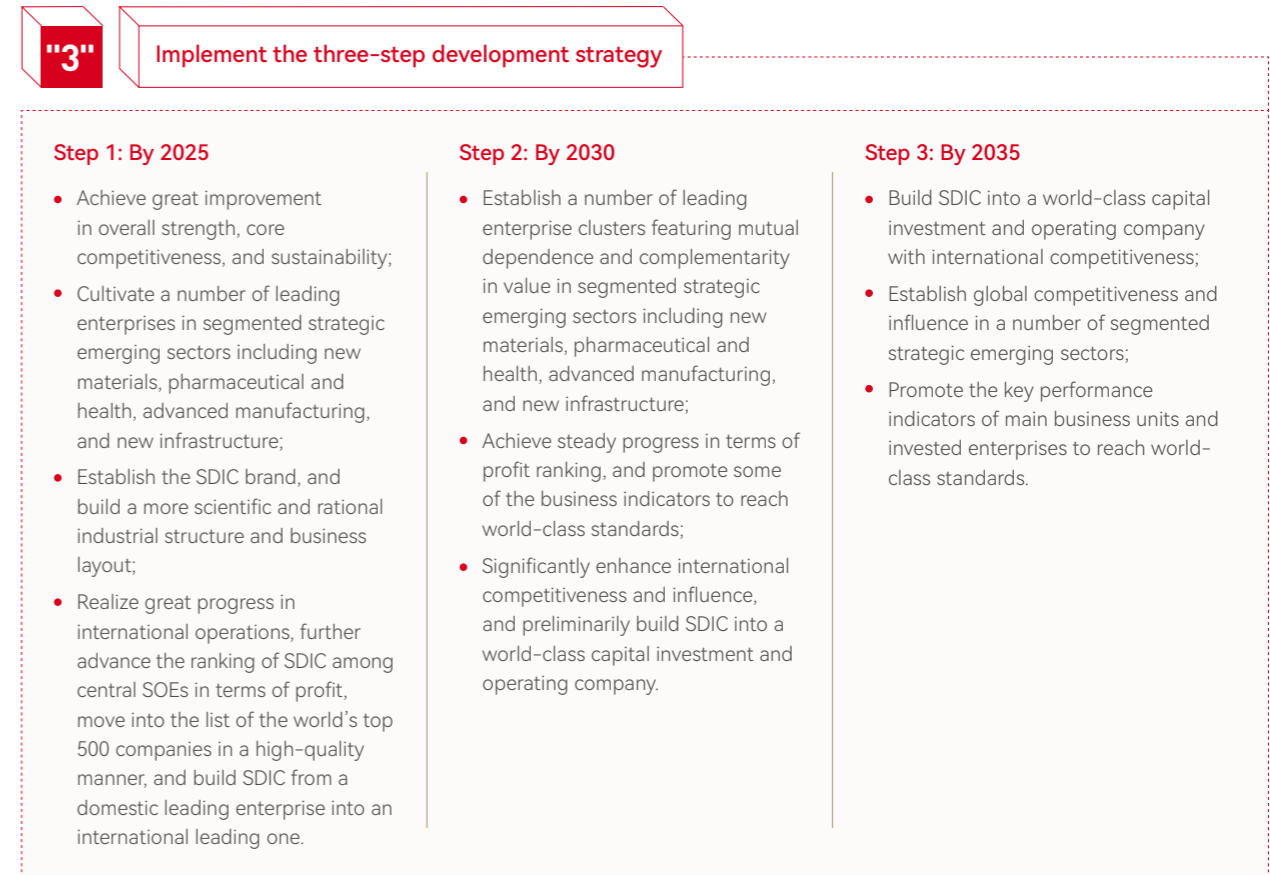 "3"
Implement the three-step development strategy
Step 1: By 2025
• Achieve great improvement
in overall strength, core
competitiveness, and sustainability;
• Cultivate a number of leading
enterprises in segmented strategic
emerging sectors including new
materials, pharmaceutical and
health, advanced manufacturing,
and new infrastructure;
• Establish the SDIC brand, and
build a more scientific and rational
industrial structure and business
layout;
• Realize great progress in
international operations, further
advance the ranking of SDIC among
central SOEs in terms of profit,
move into the list of the world's top
500 companies in a high-quality
manner, and build SDIC from a
domestic leading enterprise into an
international leading one.
Step 2: By 2030
• Establish a number of leading
enterprise clusters featuring mutual
dependence and complementarity
in value in segmented strategic
emerging sectors including new
materials, pharmaceutical and
health, advanced manufacturing,
and new infrastructure;
• Achieve steady progress in terms of
profit ranking, and promote some
of the business indicators to reach
world-class standards;
• Significantly enhance international
competitiveness and influence,
and preliminarily build SDIC into a
world-class capital investment and
operating company.
Step 3: By 2035
• Build SDIC into a world-class capital
investment and operating company
with international competitiveness;
• Establish global competitiveness and
influence in a number of segmented
strategic emerging sectors;
• Promote the key performance
indicators of main business units and
invested enterprises to reach world-
class standards.